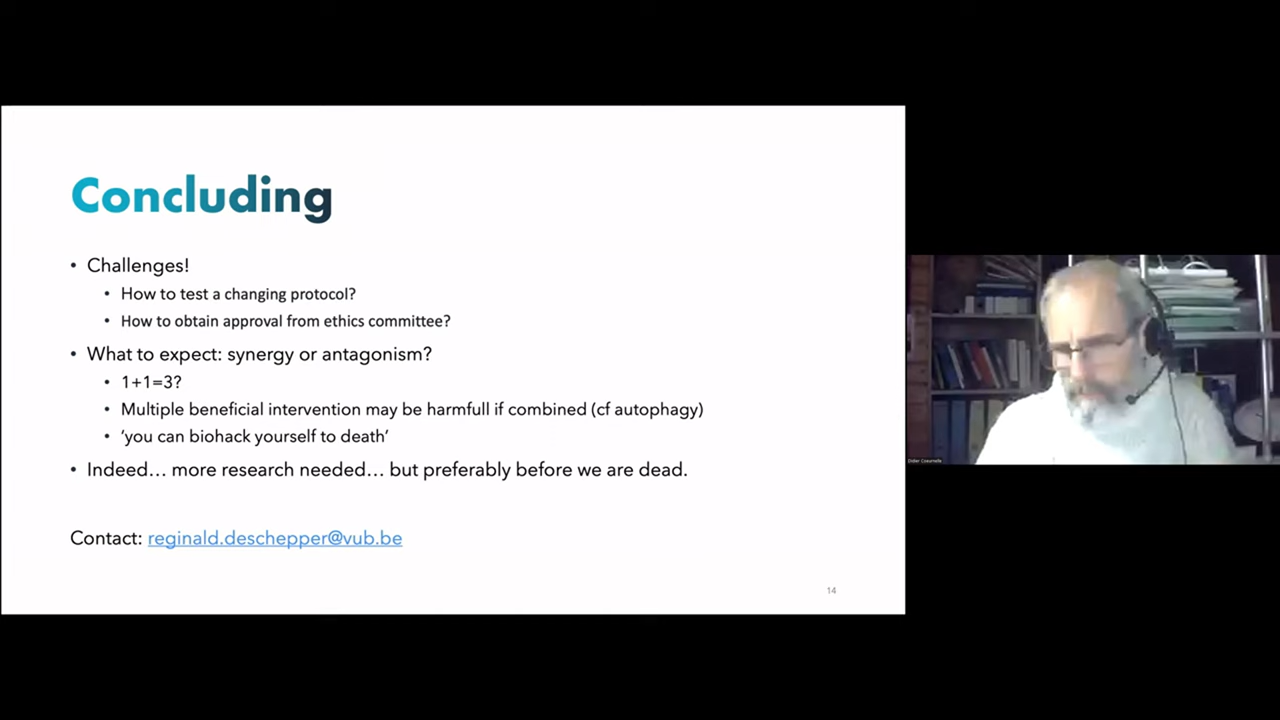 Concluding
• Challenges!
• How to test a changing protocol?
• How to obtain approval from ethics committee?
• What to expect: synergy or antagonism?
• 1+1=3?
• Multiple beneficial intervention may be harmfull if combined (cf autophagy)
• ‘you can biohack yourself to death’
• Indeed… more research needed… but preferably before we are dead.
Contact: reginald.deschepper@vub.be
14